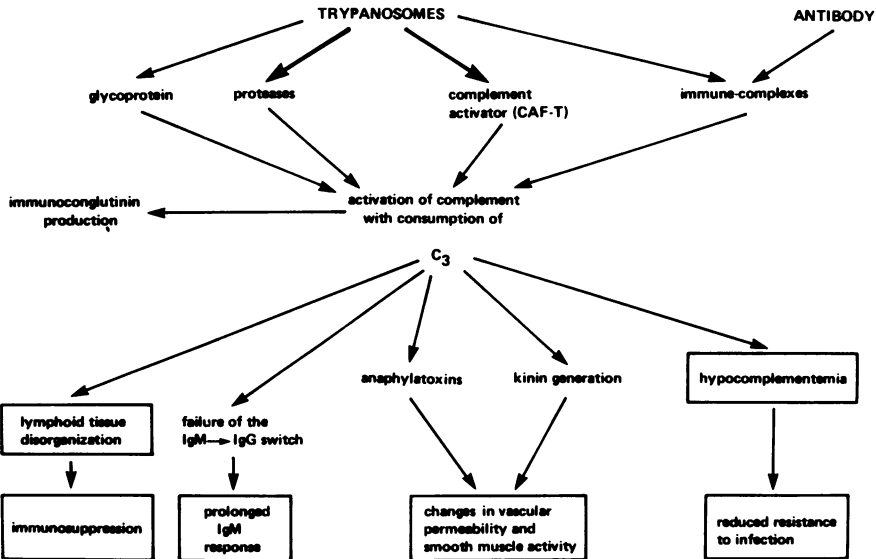 TRYPANOSOMES
ANTIBODY
glycoprotein
proteases
complement
activator (CAF-T)
immune-complexes
immunoconglutinin
production
activation of complement
with consumption of
C3
anaphylatoxins
kinin generation
hypocomplementemia
lymphoid tissue
disorganization
failure of the
IgM→IgG switch
immunosuppression
prolonged
IgM
response
changes in vascular
permeability and
smooth muscle activity
reduced resistance
to infection